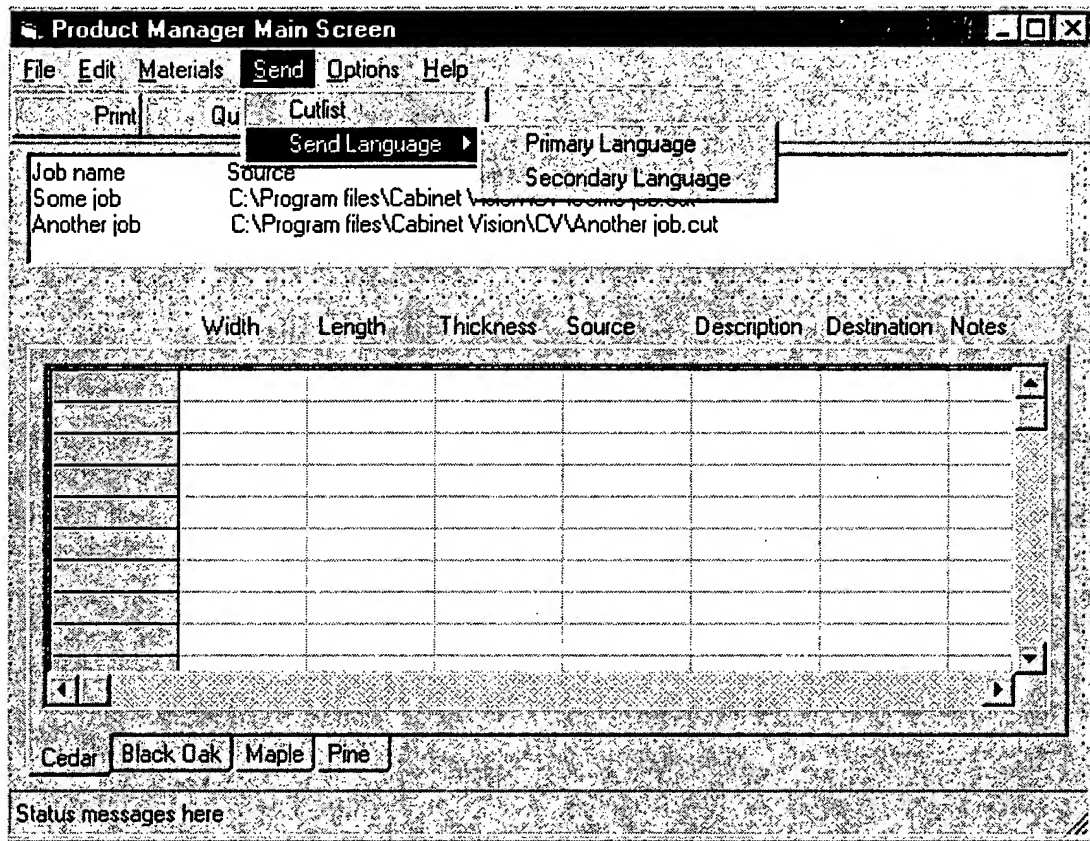 Product Manager Main Screen
File Edit Materials Send Options Help
Print Qu Cutlist
Send Language Primary Language
Secondary Language
Job name Source
Some job C:\Program files\Cabinet
Another job C:\Program files\Cabinet Vision\CV\Another job.cut
Width Length Thickness Source Description Destination Notes
Cedar Black Oak Maple Pine
Status messages here